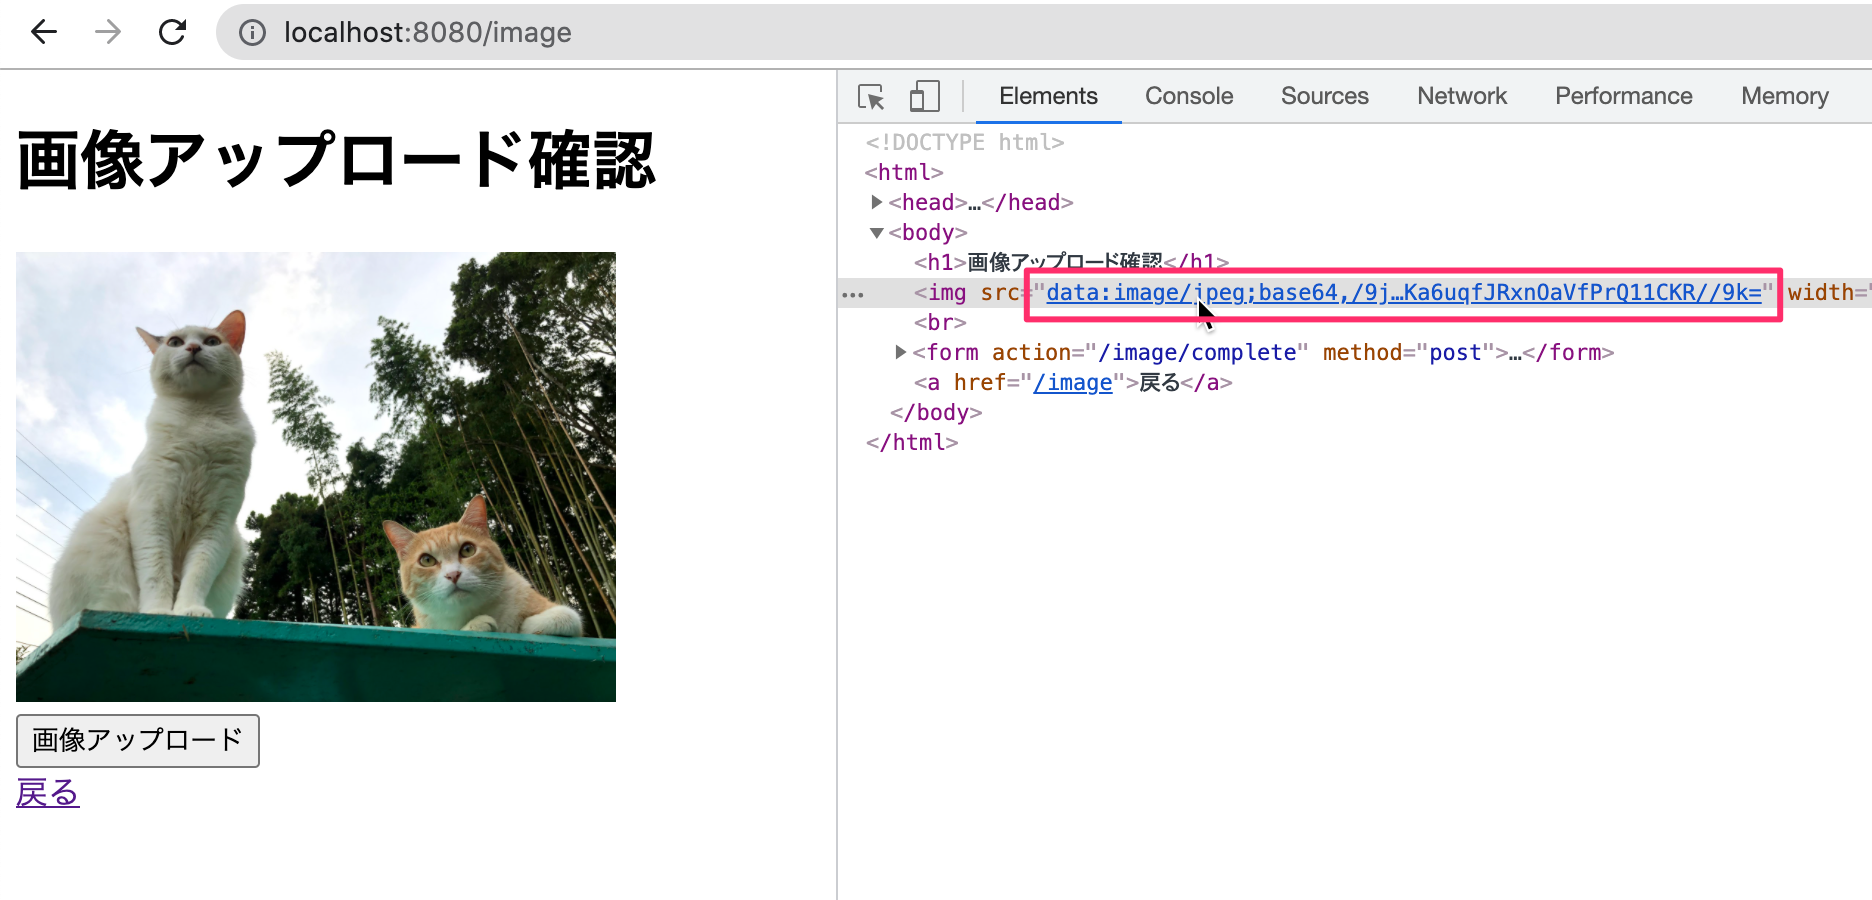 localhost:8080/image
画像アップロード確認
画像アップロード
戻る
Elements Console Sources Network Performance Memory
<!DOCTYPE html>
<html>
<head>…</head>
<body>
<h1>画像アップロード確認</h1>
<img src="data:image/jpeg;base64,/9j…Ka6uqfJRxnOaVfPrQ11CKR//9k=" width="
<br>
<form action="/image/complete" method="post">…</form>
<a href="/image">戻る</a>
</body>
</html>